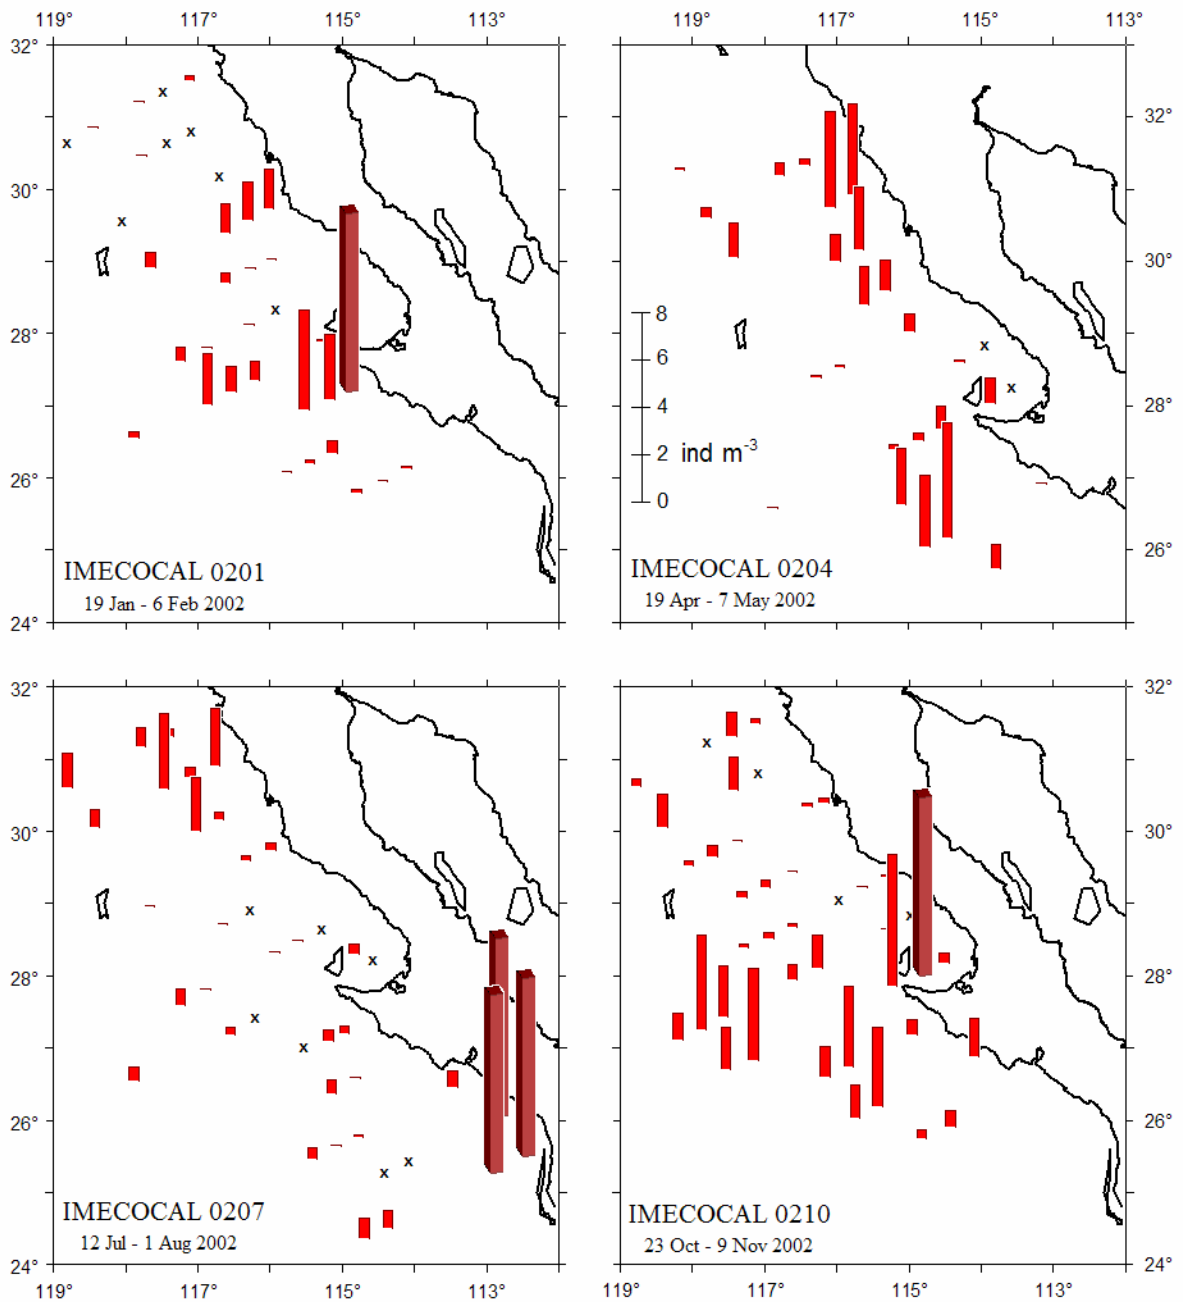 119° 117° 115° 113° 119° 117° 115° 113°
32°
x
x
x x
32°
x
30°
x
30°
x
8
28°
x
6
x
4
28°
2 ind m-3
26°
0
26°
IMECOCAL 0201
IMECOCAL 0204
19 Jan - 6 Feb 2002
19 Apr - 7 May 2002
24°
32° 32°
x
x
30° 30°
x
x
x
x
x
28° 28°
x
x
26° 26°
x
x
IMECOCAL 0207
IMECOCAL 0210
12 Jul - 1 Aug 2002
23 Oct - 9 Nov 2002
24° 24°
119° 117° 115° 113° 119° 117° 115° 113°